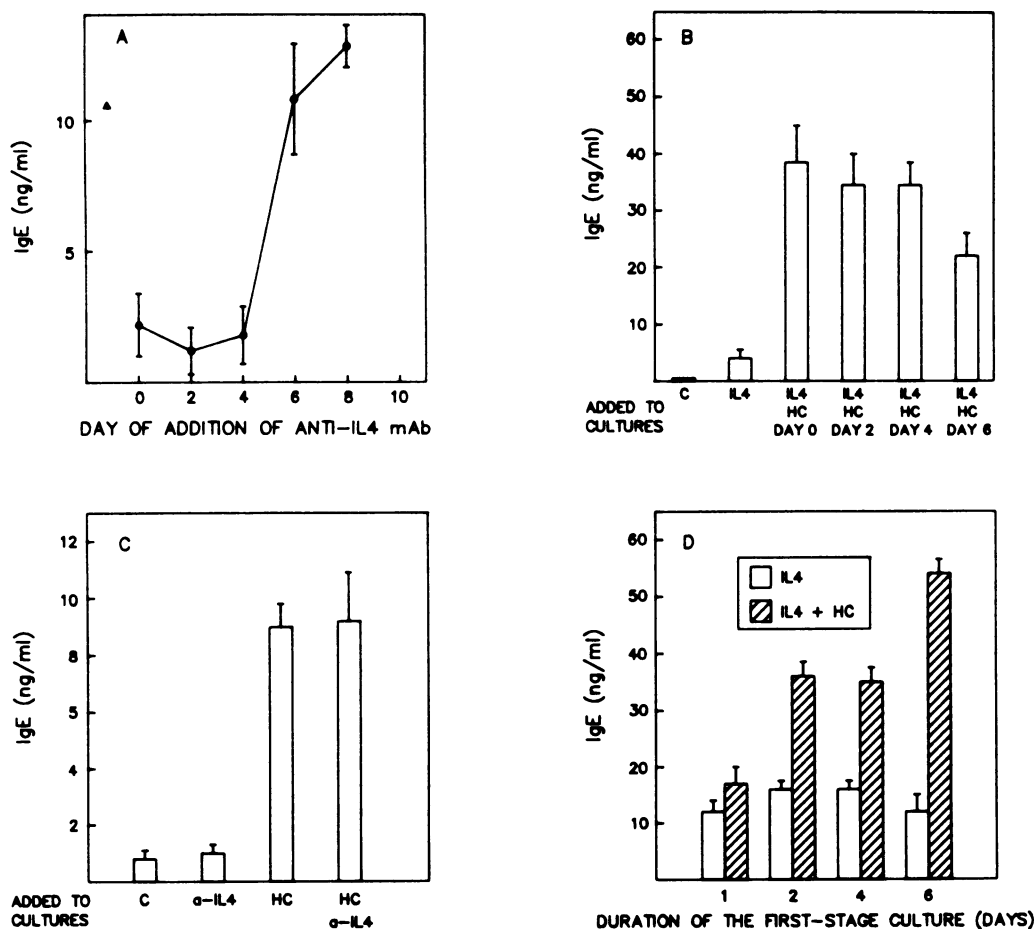 A
IgE (ng/ml)
10
5
0 2 4 6 8 10
DAY OF ADDITION OF ANTI-IL4 mAb
B
IgE (ng/ml)
60
50
40
30
20
10
C IL4 IL4 IL4 IL4 IL4
HC HC HC HC
DAY 0 DAY 2 DAY 4 DAY 6
ADDED TO
CULTURES
C
IgE (ng/ml)
12
10
8
5
4
2
C α-IL4 HC HC
α-IL4
ADDED TO
CULTURES
D
IL4
IL4 + HC
IgE (ng/ml)
60
50
40
30
20
10
1 2 4 6
DURATION OF THE FIRST-STAGE CULTURE (DAYS)